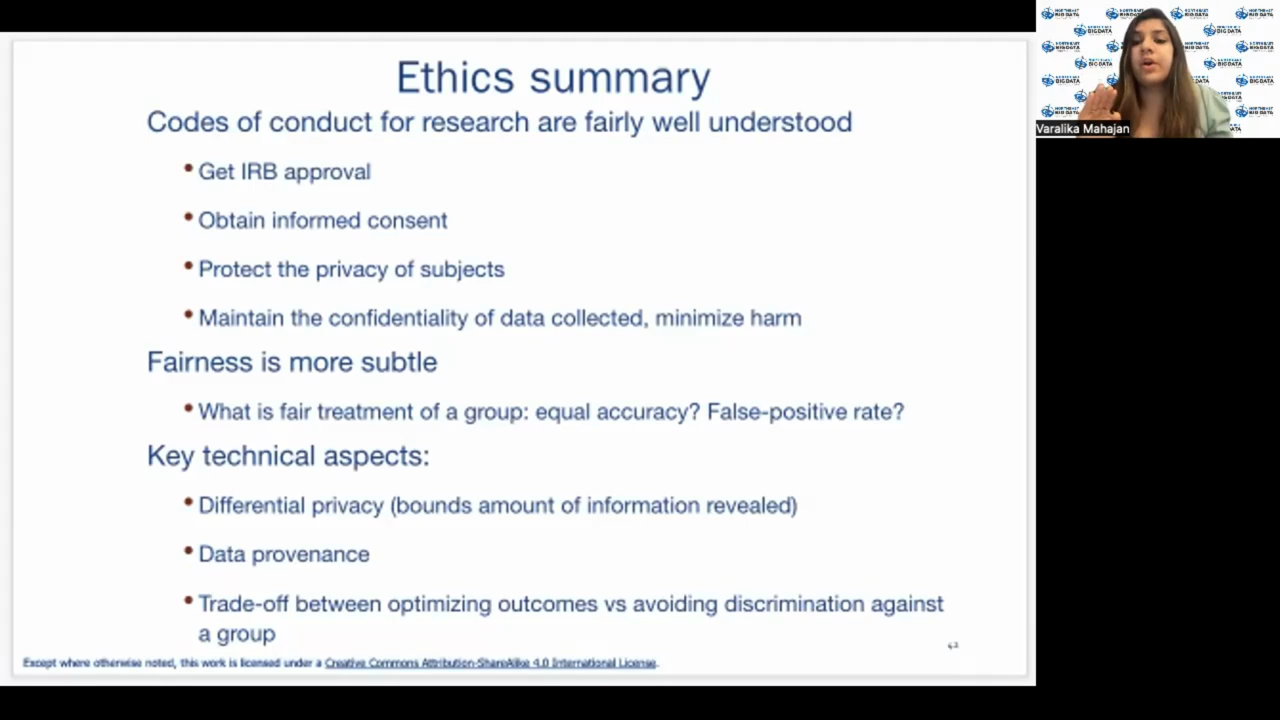 Ethics summary
Codes of conduct for research are fairly well understood
• Get IRB approval
• Obtain informed consent
• Protect the privacy of subjects
• Maintain the confidentiality of data collected, minimize harm
Fairness is more subtle
• What is fair treatment of a group: equal accuracy? False-positive rate?
Key technical aspects:
• Differential privacy (bounds amount of information revealed)
• Data provenance
• Trade-off between optimizing outcomes vs avoiding discrimination against
a group
Except where otherwise noted, this work is licensed under a Creative Commons Attribution-ShareAlike 4.0 International License.
NORTHEAST
BIG DATA
Varalika Mahajan